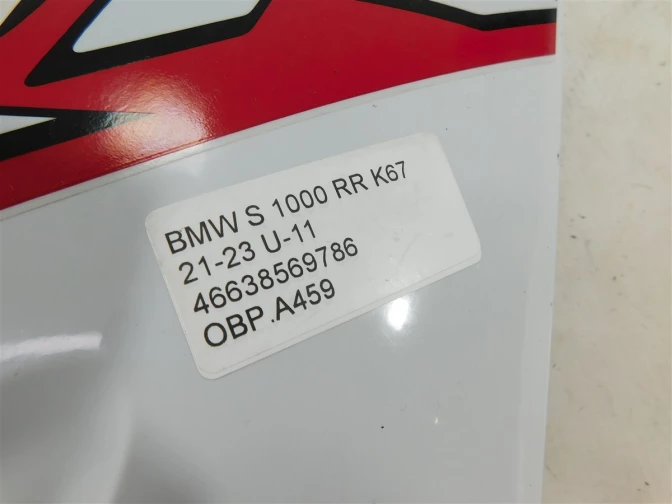 BMW S 1000 RR K67
21-23 U-11
46638569786
OBP.A459